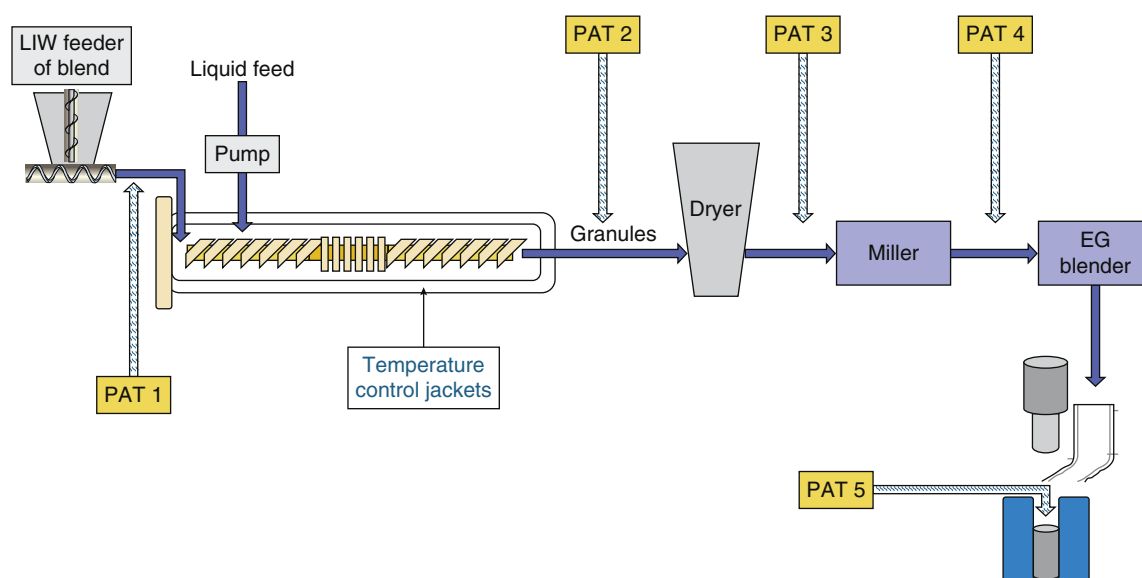 LIW feeder
of blend
Liquid feed
Pump
PAT 2
PAT 3
PAT 4
Granules
Dryer
Miller
EG
blender
PAT 1
Temperature
control jackets
PAT 5